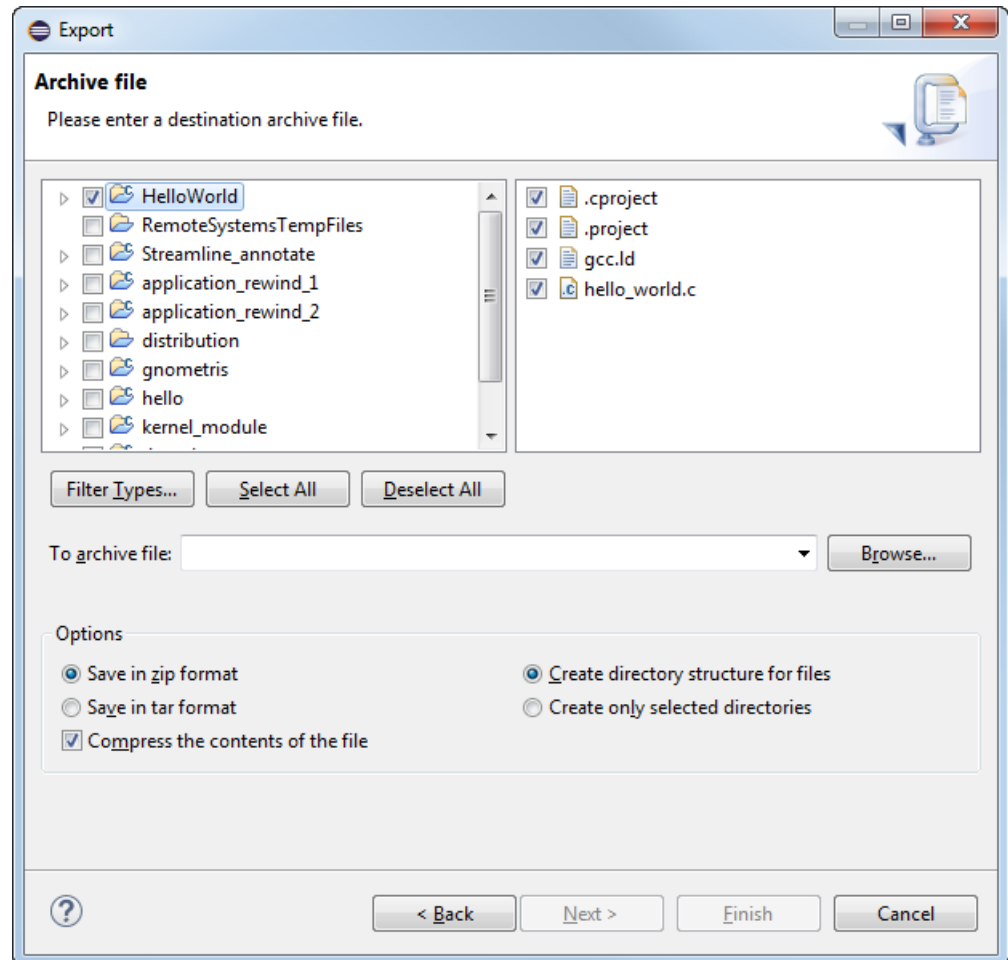 Export
Archive file
Please enter a destination archive file.
HelloWorld
RemoteSystemsTempFiles
Streamline_annotate
application_rewind_1
application_rewind_2
distribution
gnometris
hello
kernel_module
.cproject
.project
gcc.ld
.c hello_world.c
Filter Types... Select All Deselect All
To archive file: Browse...
Options
Save in zip format
Save in tar format
Compress the contents of the file
Create directory structure for files
Create only selected directories
? < Back Next > Finish Cancel